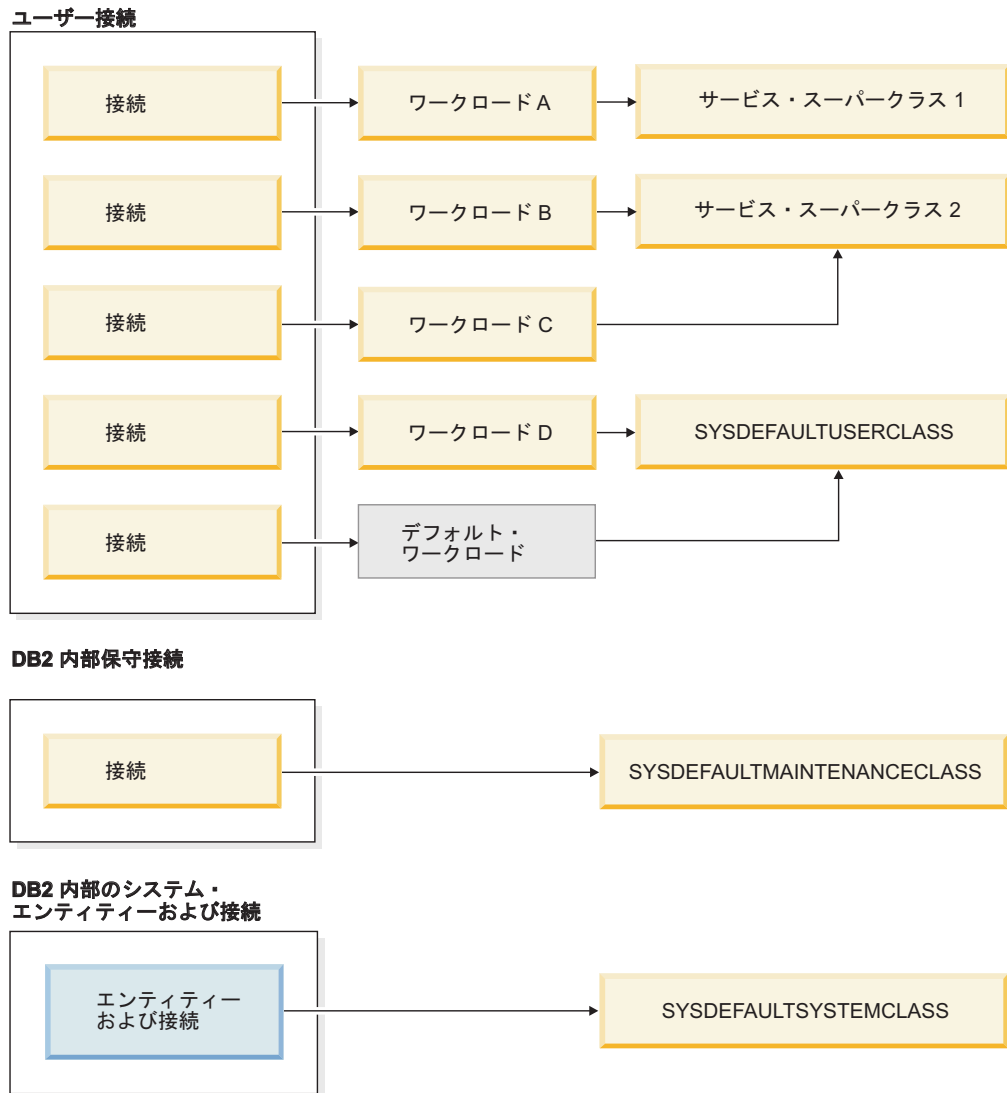 ユーザー接続
接続
ワークロード A
サービス・スーパークラス 1
接続
ワークロード B
サービス・スーパークラス 2
接続
ワークロード C
接続
ワークロード D
SYSDEFAULTUSERCLASS
接続
デフォルト・
ワークロード
DB2 内部保守接続
接続
SYSDEFAULTMAINTENANCECLASS
DB2 内部のシステム・
エンティティーおよび接続
エンティティー
および接続
SYSDEFAULTSYSTEMCLASS